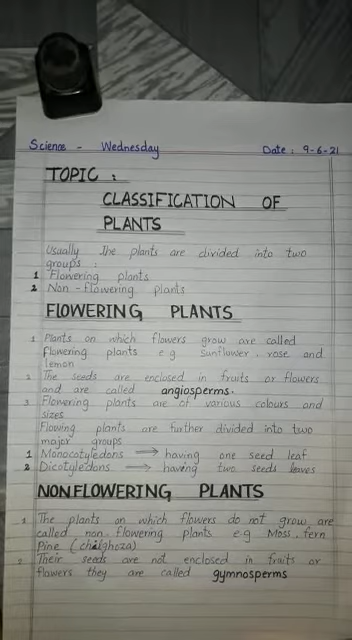 Science - Wednesday Date: 9-6-21
TOPIC :
CLASSIFICATION OF
PLANTS
Usually The plants are divided into two
groups :
1 Flowering plants
2 Non-flowering plants
FLOWERING PLANTS
1 Plants on which flowers grow are called
flowering plants e g sunflower . rose and
lemon
2 The seeds are enclosed in fruits or flowers
and are called angiosperms.
3 Flowering plants are of various colours and
sizes
Flowing plants are further divided into two
major groups
1 Monocotyledons → having one seed leaf
2 Dicotyledons → having two seeds leaves
NONFLOWERING PLANTS
1 The plants on which flowers do not grow are
called non flowering plants e-g Moss . fern
Pine (chilghoza)
2 Their seeds are not enclosed in fruits or
flowers they are called gymnosperms